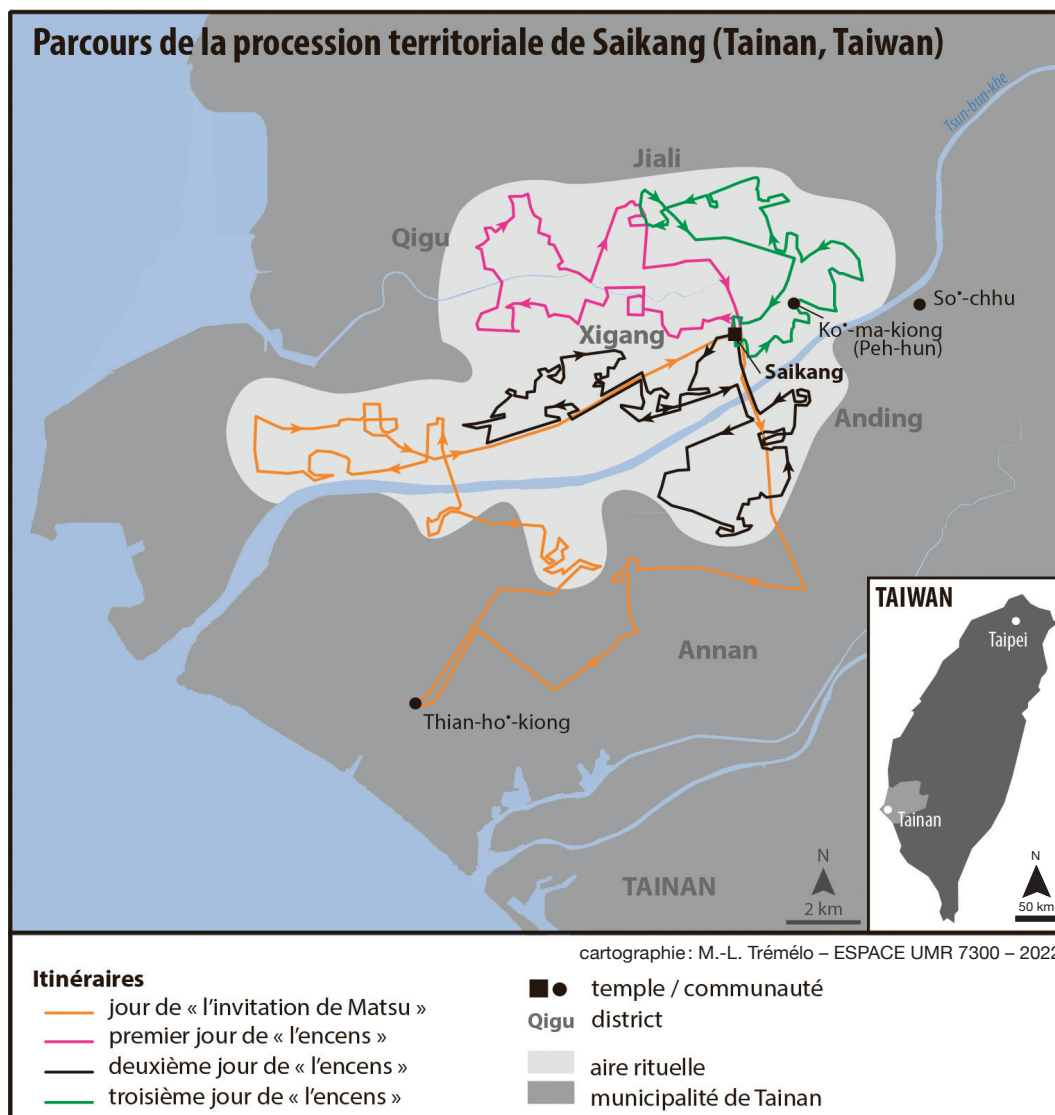 Parcours de la procession territoriale de Saikang (Tainan, Taiwan)
Tsun-bun-khe
Jiali
Qigu
So˙-chhu
Ko˙-ma-kiong
(Peh-hun)
Xigang
Saikang
Anding
Annan
Thian-ho˙-kiong
TAINAN
N
2 km
TAIWAN
Taipei
Tainan
N
50 km
cartographie : M.-L. Trémélo – ESPACE UMR 7300 – 2022
Itinéraires
jour de « l’invitation de Matsu »
premier jour de « l’encens »
deuxième jour de « l’encens »
troisième jour de « l’encens »
temple / communauté
Qigu district
aire rituelle
municipalité de Tainan